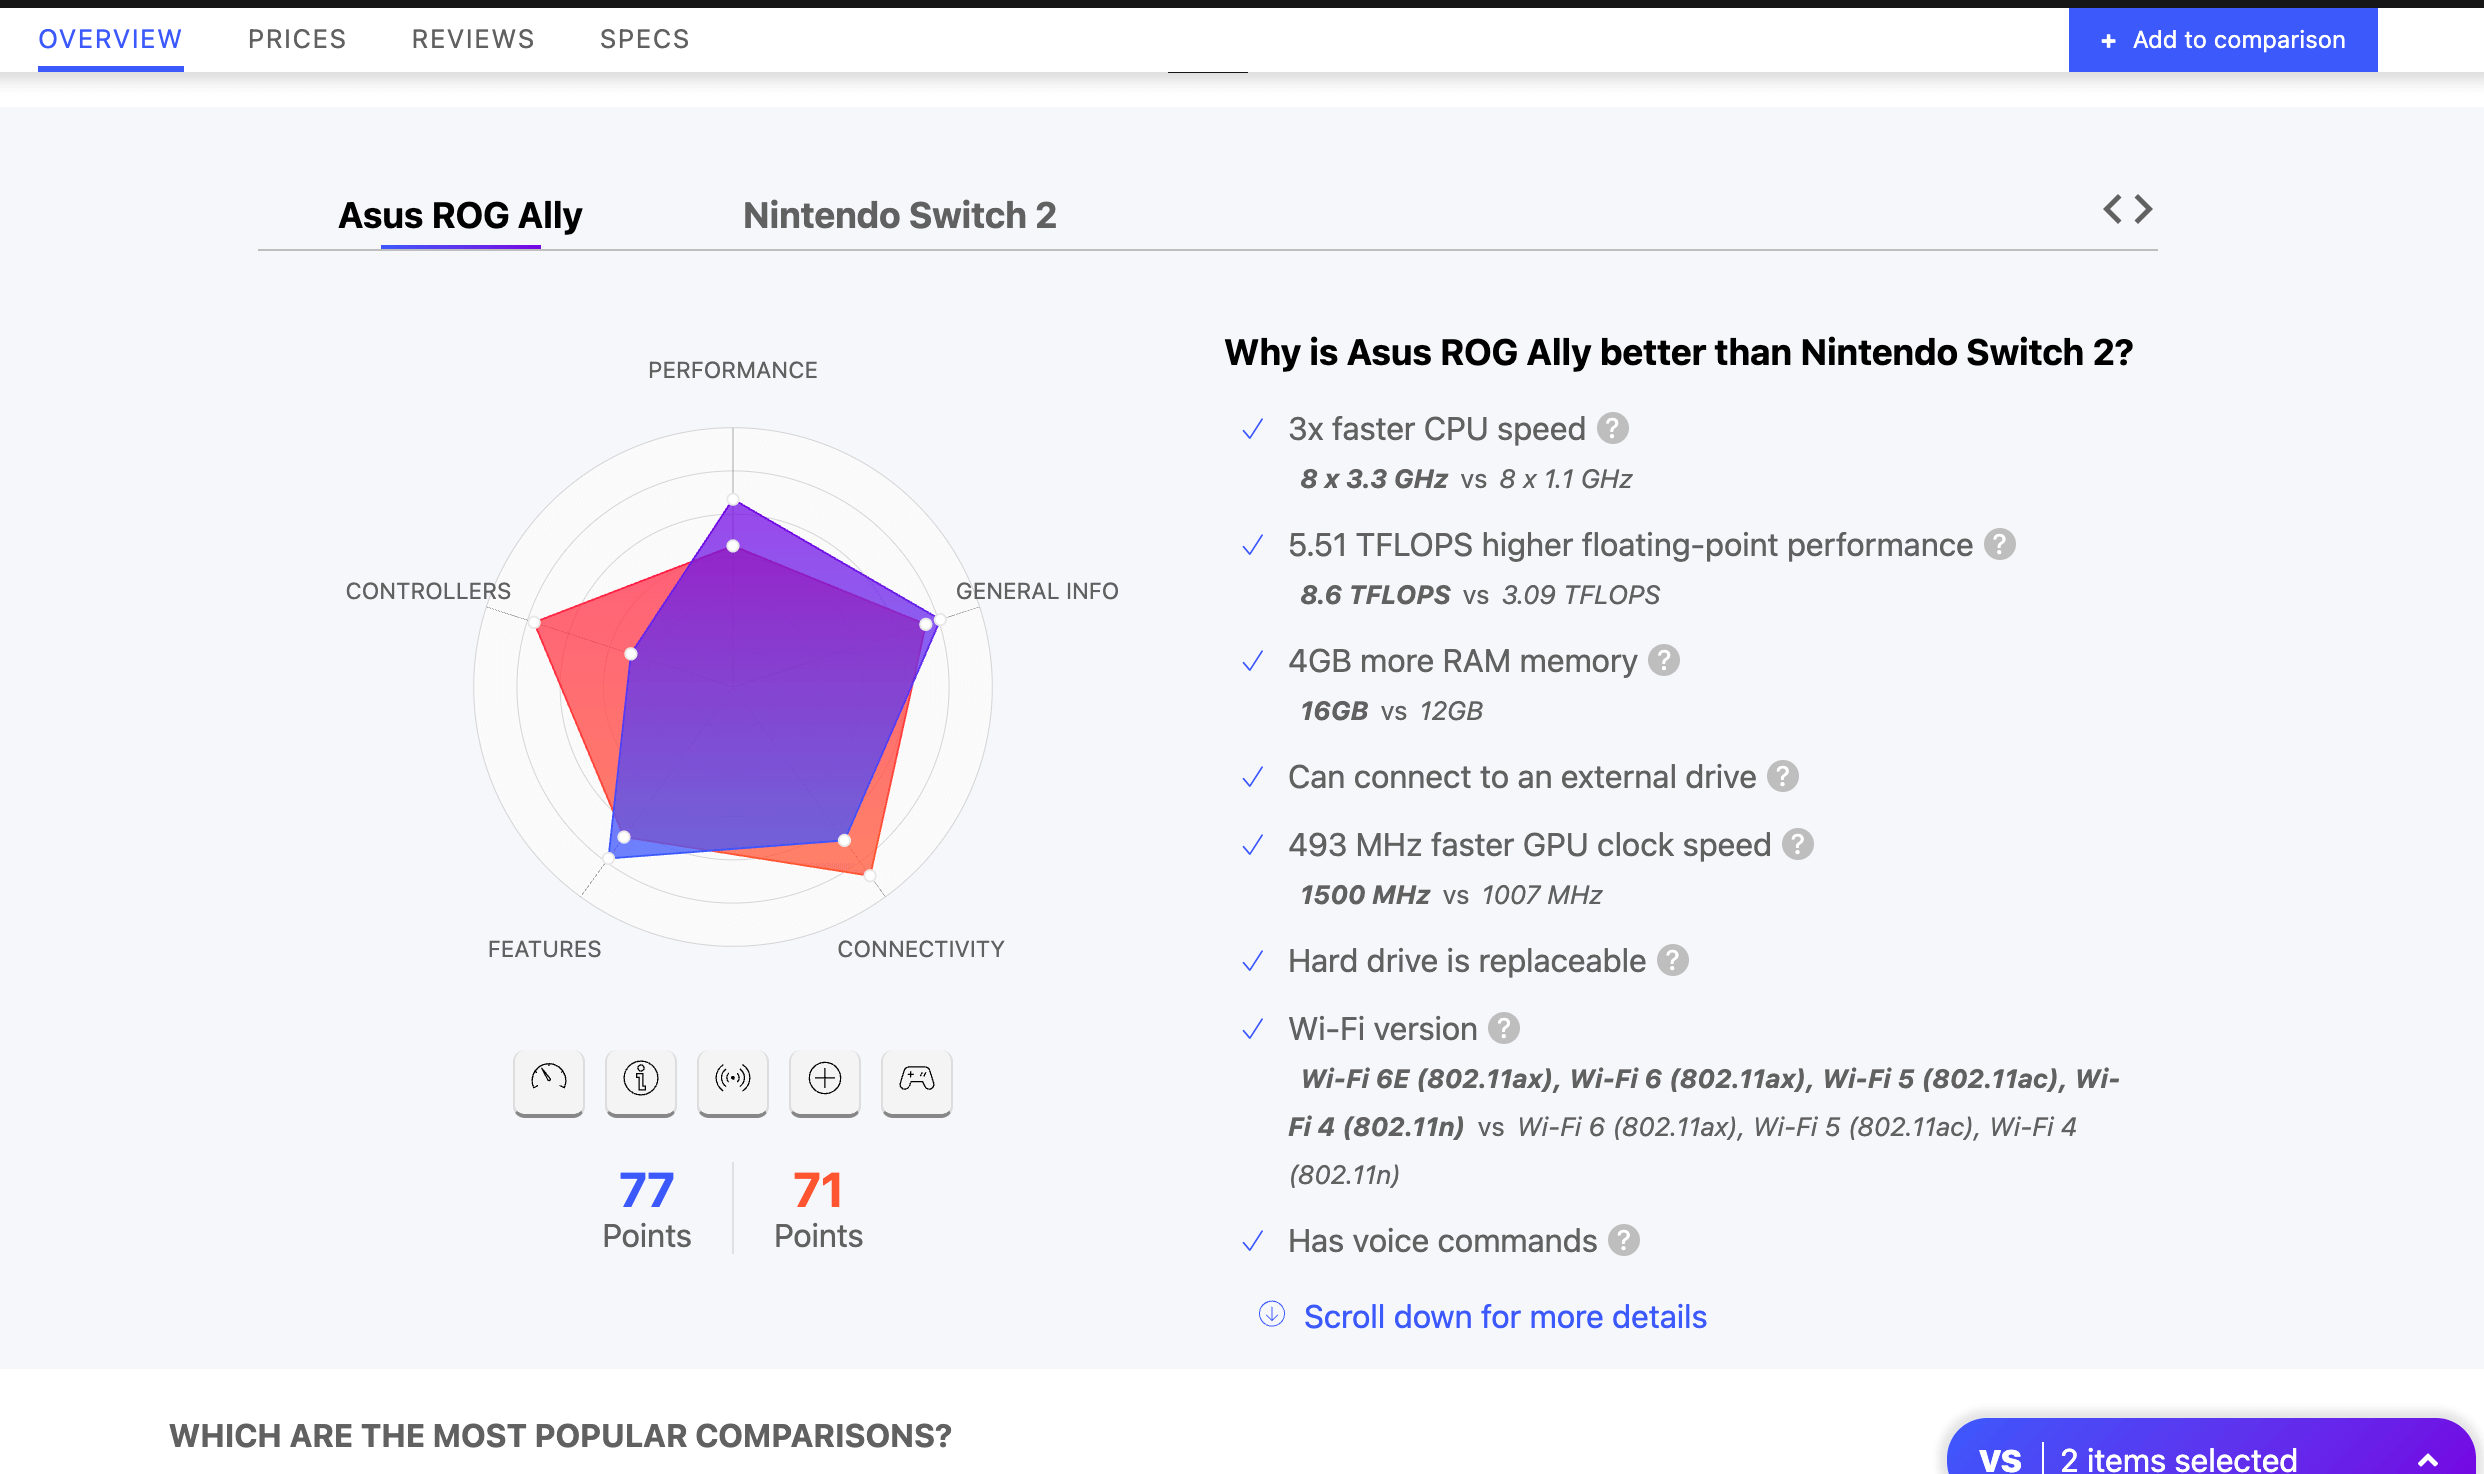 OVERVIEW
PRICES
REVIEWS
SPECS
+ Add to comparison
Asus ROG Ally
Nintendo Switch 2
PERFORMANCE
CONTROLLERS
GENERAL INFO
FEATURES
CONNECTIVITY
77
Points
71
Points
Why is Asus ROG Ally better than Nintendo Switch 2?
3x faster CPU speed ?
8 x 3.3 GHz vs 8 x 1.1 GHz
5.51 TFLOPS higher floating-point performance ?
8.6 TFLOPS vs 3.09 TFLOPS
4GB more RAM memory ?
16GB vs 12GB
Can connect to an external drive ?
493 MHz faster GPU clock speed ?
1500 MHz vs 1007 MHz
Hard drive is replaceable ?
Wi-Fi version ?
Wi-Fi 6E (802.11ax), Wi-Fi 6 (802.11ax), Wi-Fi 5 (802.11ac), Wi-
Fi 4 (802.11n) vs Wi-Fi 6 (802.11ax), Wi-Fi 5 (802.11ac), Wi-Fi 4
(802.11n)
Has voice commands ?
Scroll down for more details
WHICH ARE THE MOST POPULAR COMPARISONS?
VS 2 items selected